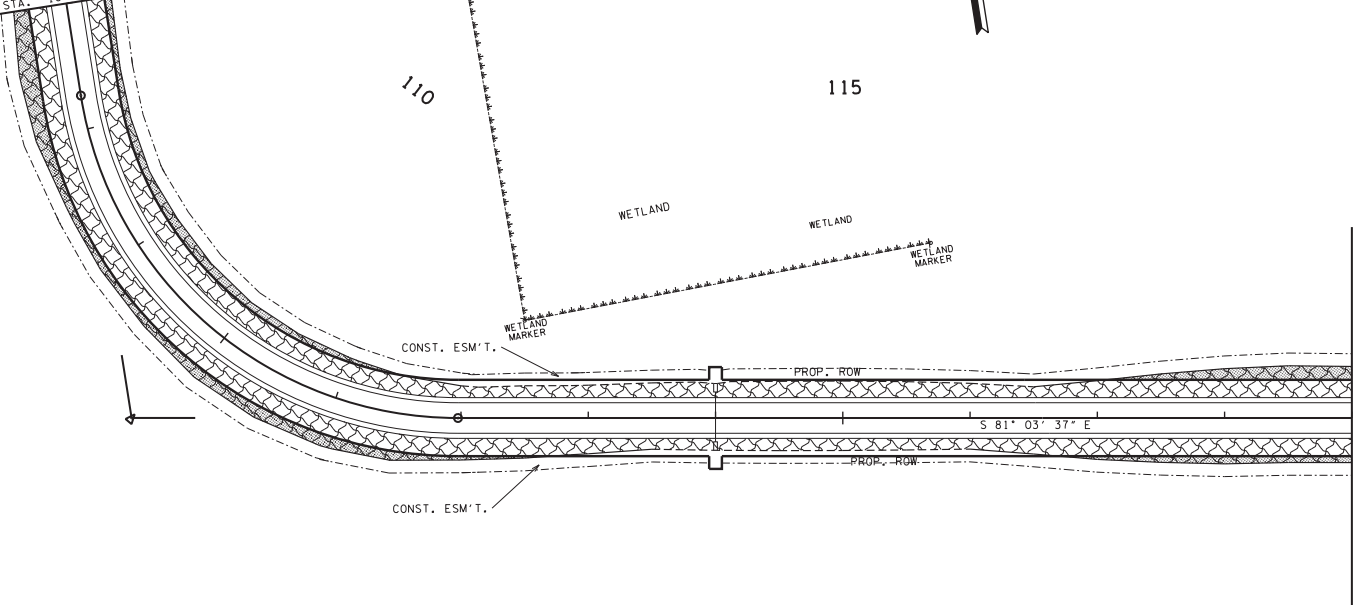 STA.
110
115
WETLAND
WETLAND
WETLAND
MARKER
WETLAND
MARKER
CONST. ESM'T.
PROP. ROW
S 81° 03' 37" E
PROP. ROW
CONST. ESM'T.